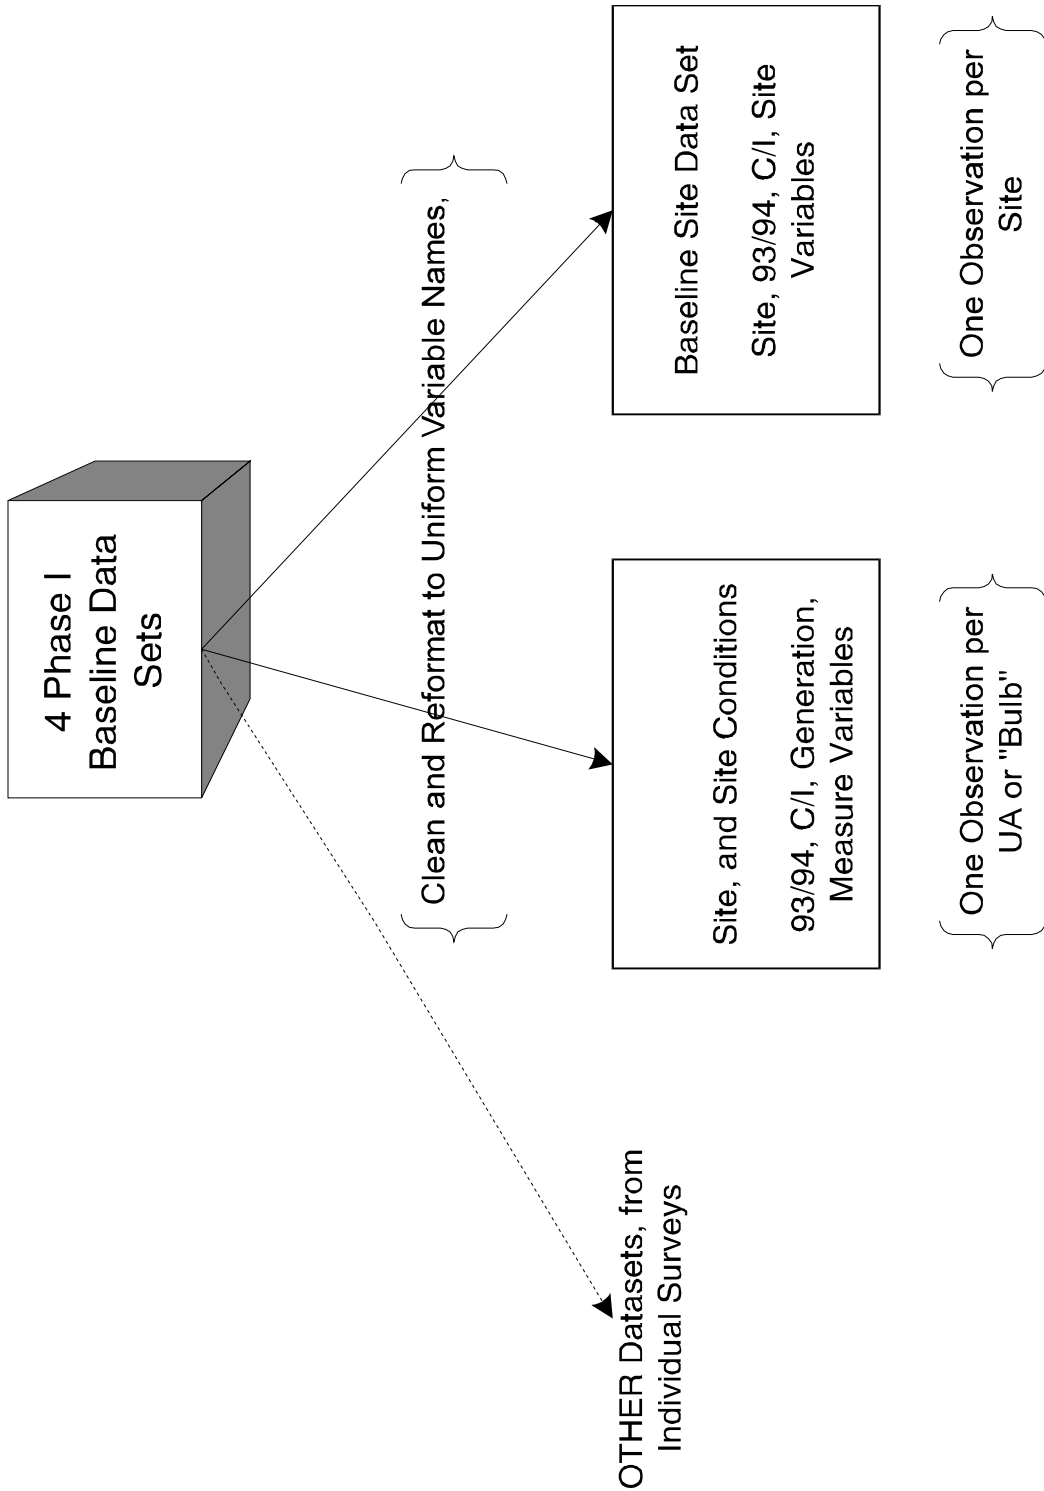 4 Phase I
Baseline Data
Sets
Clean and Reformat to Uniform Variable Names,
OTHER Datasets, from
Individual Surveys
Site, and Site Conditions
93/94, C/I, Generation,
Measure Variables
Baseline Site Data Set
Site, 93/94, C/I, Site
Variables
One Observation per
UA or "Bulb"
One Observation per
Site